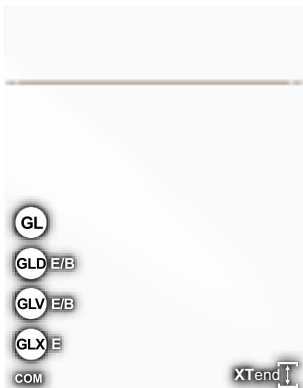 GL
GLD E/B
GLV E/B
GLX E
COM XTend